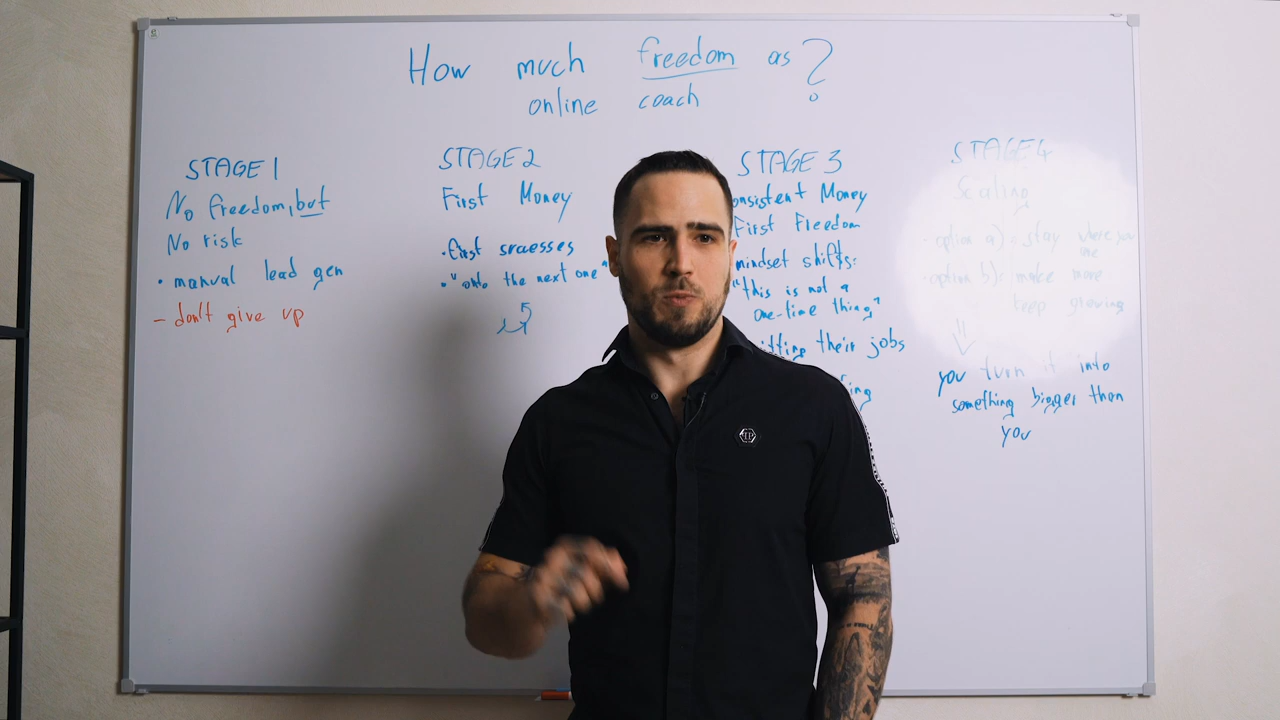 How much freedom as ?
online coach
STAGE 1
No freedom, but
No risk
• manual lead gen
- don't give up
STAGE 2
First Money
• first sucesses
• "onto the next one"
STAGE 3
onsistent Money
First Freedom
mindset shifts:
"this is not a
one-time thing"
itting their jobs
ing
STAGE 4
Scaling
- option a): stay where you
are
- option b): make more
keep growing
you turn it into
something bigger than
you